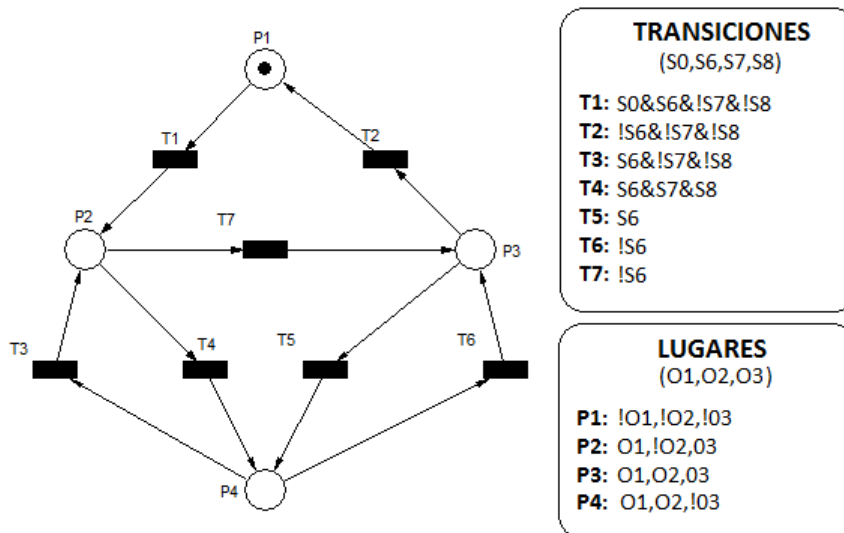 P1
T1
T2
P2
T7
P3
T3
T4
T5
T6
P4
TRANSICIONES
(S0,S6,S7,S8)
T1: S0&S6&!S7&!S8
T2: !S6&!S7&!S8
T3: S6&!S7&!S8
T4: S6&S7&S8
T5: S6
T6: !S6
T7: !S6
LUGARES
(O1,O2,O3)
P1: !O1,!O2,!03
P2: O1,!O2,03
P3: O1,O2,03
P4: O1,O2,!03